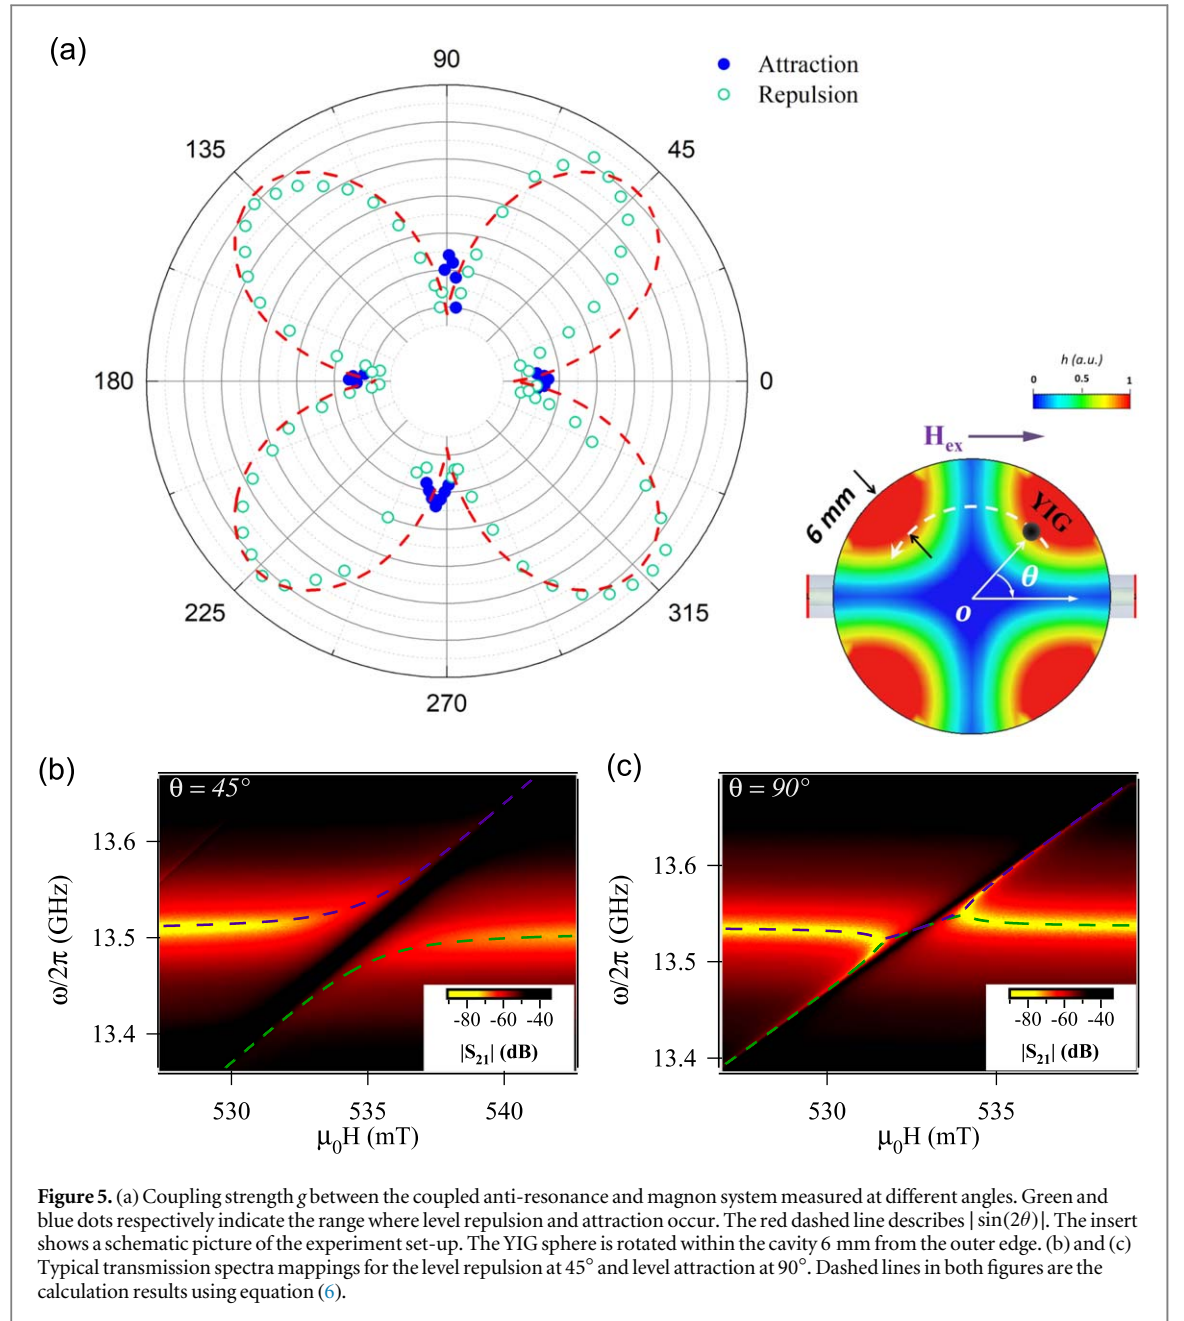 (a)
90
Attraction
Repulsion
135
45
180
0
225
315
270
h (a.u.)
0 0.5 1
Hex
6 mm
YIG
θ
o
(b)
θ = 45°
ω/2π (GHz)
13.6
13.5
13.4
-80 -60 -40
|S21| (dB)
530 535 540
μ0H (mT)
(c)
θ = 90°
ω/2π (GHz)
13.6
13.5
13.4
-80 -60 -40
|S21| (dB)
530 535
μ0H (mT)
Figure 5. (a) Coupling strength g between the coupled anti-resonance and magnon system measured at different angles. Green and
blue dots respectively indicate the range where level repulsion and attraction occur. The red dashed line describes | sin(2θ)|. The insert
shows a schematic picture of the experiment set-up. The YIG sphere is rotated within the cavity 6 mm from the outer edge. (b) and (c)
Typical transmission spectra mappings for the level repulsion at 45° and level attraction at 90°. Dashed lines in both figures are the
calculation results using equation (6).